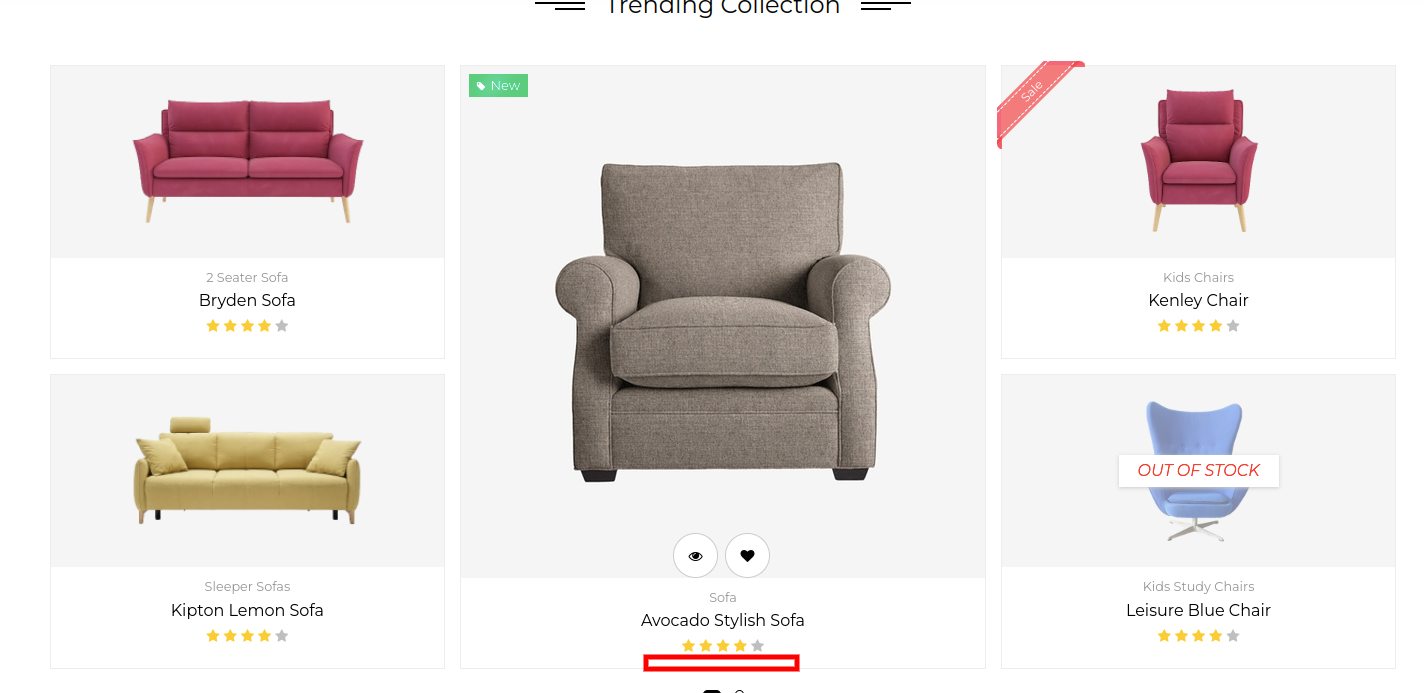 Trending Collection
2 Seater Sofa
Bryden Sofa
Sleeper Sofas
Kipton Lemon Sofa
New
Sofa
Avocado Stylish Sofa
Sale
Kids Chairs
Kenley Chair
OUT OF STOCK
Kids Study Chairs
Leisure Blue Chair